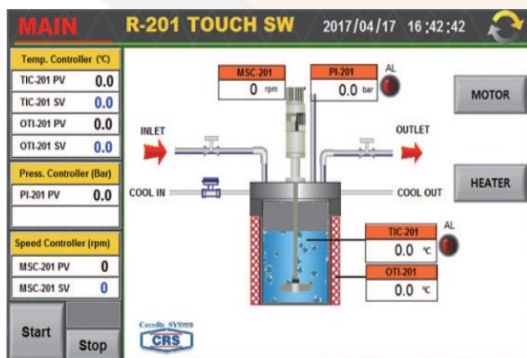 MAIN R-201 TOUCH SW 2017/04/17 16:42:42
Temp. Controller (℃)
TIC-201 PV 0.0
TIC-201 SV 0.0
OTI-201 PV 0.0
OTI-201 SV 0.0
Press. Controller (Bar)
PI-201 PV 0.0
Speed Controller (rpm)
MSC-201 PV 0
MSC-201 SV 0
Start
Stop
MSC-201
0 rpm
PI-201
0.0 bar
AL
INLET
OUTLET
COOL IN
COOL OUT
TIC-201
0.0 ℃
AL
OTI-201
0.0 ℃
MOTOR
HEATER
CRS